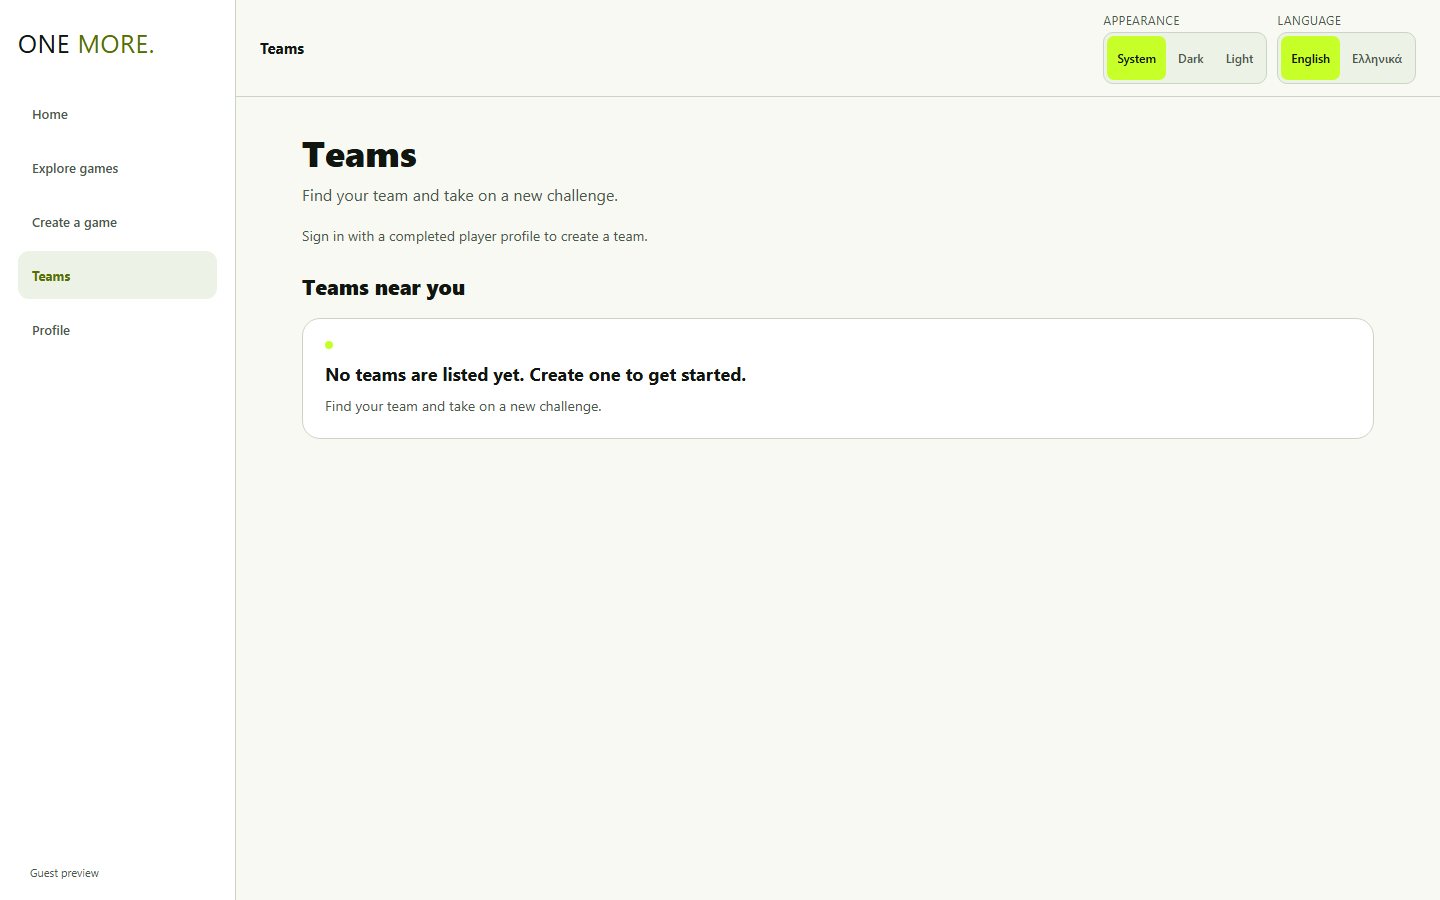 ONE MORE.
Home
Explore games
Create a game
Teams
Profile
Guest preview
Teams
APPEARANCE
System Dark Light
LANGUAGE
English Ελληνικά
Teams
Find your team and take on a new challenge.
Sign in with a completed player profile to create a team.
Teams near you
No teams are listed yet. Create one to get started.
Find your team and take on a new challenge.